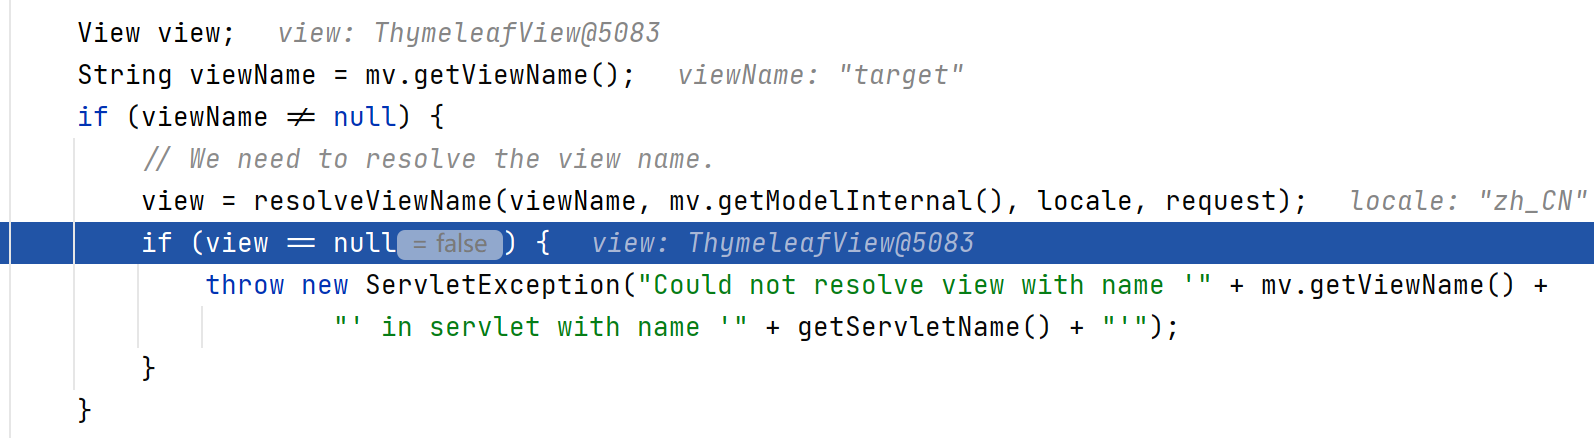 View view;   view: ThymeleafView@5083
String viewName = mv.getViewName();   viewName: "target"
if (viewName ≠ null) {
    // We need to resolve the view name.
    view = resolveViewName(viewName, mv.getModelInternal(), locale, request);   locale: "zh_CN"
    if (view == null = false ) {   view: ThymeleafView@5083
        throw new ServletException("Could not resolve view with name '" + mv.getViewName() +
                "' in servlet with name '" + getServletName() + "'");
    }
}